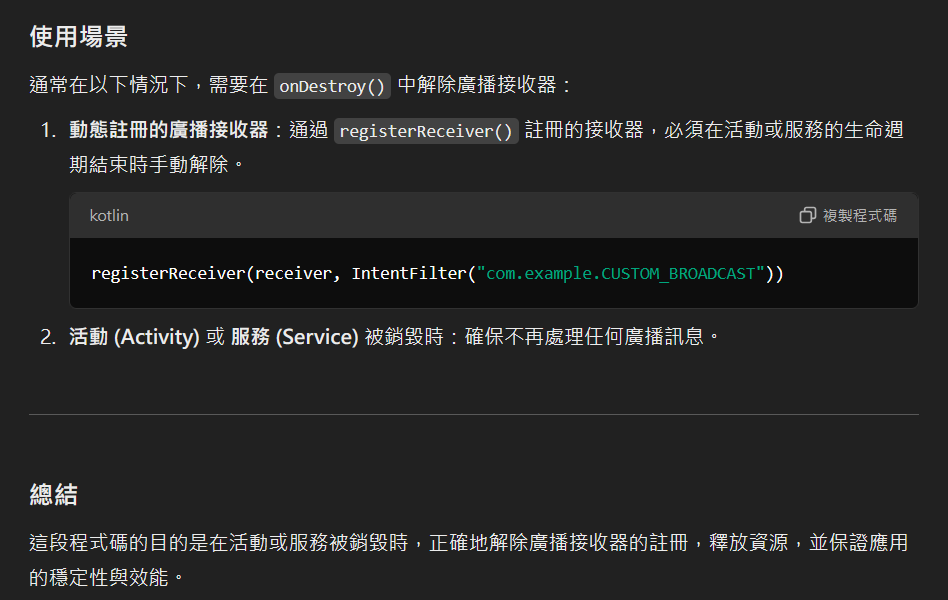 使用場景
通常在以下情況下，需要在 onDestroy() 中解除廣播接收器：
1. 動態註冊的廣播接收器：通過 registerReceiver() 註冊的接收器，必須在活動或服務的生命週
期結束時手動解除。
kotlin 複製程式碼
registerReceiver(receiver, IntentFilter("com.example.CUSTOM_BROADCAST"))
2. 活動 (Activity) 或 服務 (Service) 被銷毀時：確保不再處理任何廣播訊息。
總結
這段程式碼的目的是在活動或服務被銷毀時，正確地解除廣播接收器的註冊，釋放資源，並保證應用
的穩定性與效能。